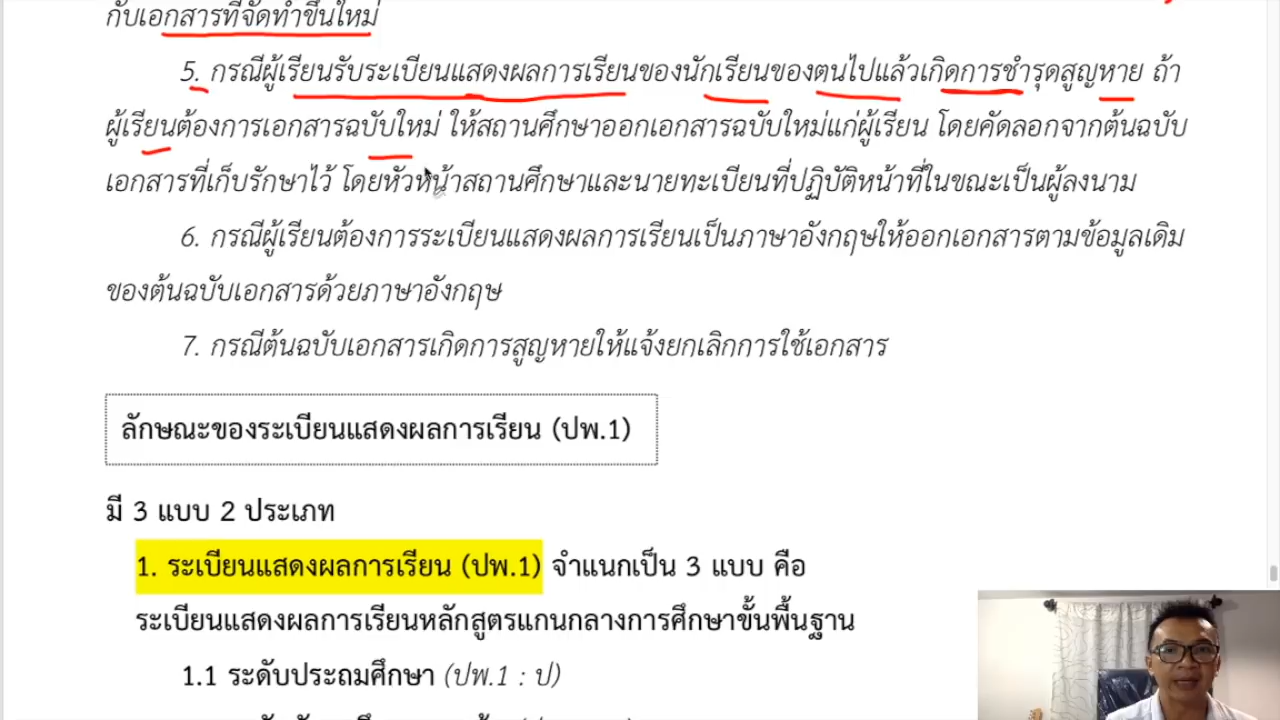 กับเอกสารที่จัดทำขึ้นใหม่
5. กรณีผู้เรียนรับระเบียนแสดงผลการเรียนของนักเรียนของตนไปแล้วเกิดการชำรุดสูญหาย ถ้า
ผู้เรียนต้องการเอกสารฉบับใหม่ ให้สถานศึกษาออกเอกสารฉบับใหม่แก่ผู้เรียน โดยคัดลอกจากต้นฉบับ
เอกสารที่เก็บรักษาไว้ โดยหัวหน้าสถานศึกษาและนายทะเบียนที่ปฏิบัติหน้าที่ในขณะเป็นผู้ลงนาม
6. กรณีผู้เรียนต้องการระเบียนแสดงผลการเรียนเป็นภาษาอังกฤษให้ออกเอกสารตามข้อมูลเดิม
ของต้นฉบับเอกสารด้วยภาษาอังกฤษ
7. กรณีต้นฉบับเอกสารเกิดการสูญหายให้แจ้งยกเลิกการใช้เอกสาร
ลักษณะของระเบียนแสดงผลการเรียน (ปพ.1)
มี 3 แบบ 2 ประเภท
1. ระเบียนแสดงผลการเรียน (ปพ.1) จำแนกเป็น 3 แบบ คือ
ระเบียนแสดงผลการเรียนหลักสูตรแกนกลางการศึกษาขั้นพื้นฐาน
1.1 ระดับประถมศึกษา (ปพ.1 : ป)